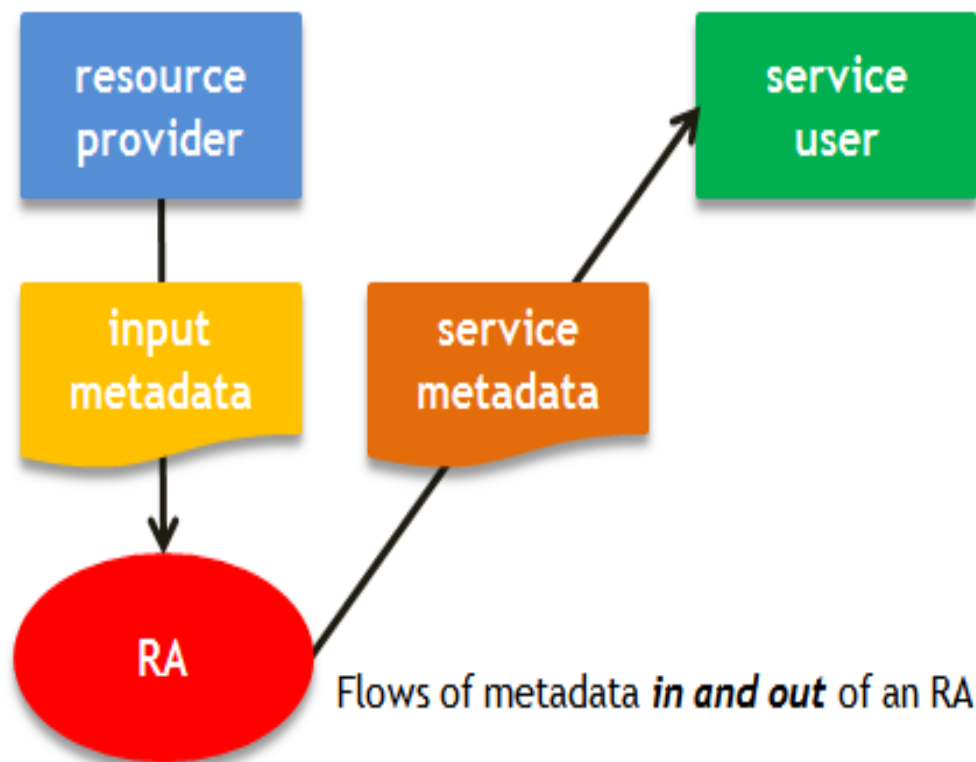 resource
provider
service
user
input
metadata
service
metadata
RA
Flows of metadata in and out of an RA